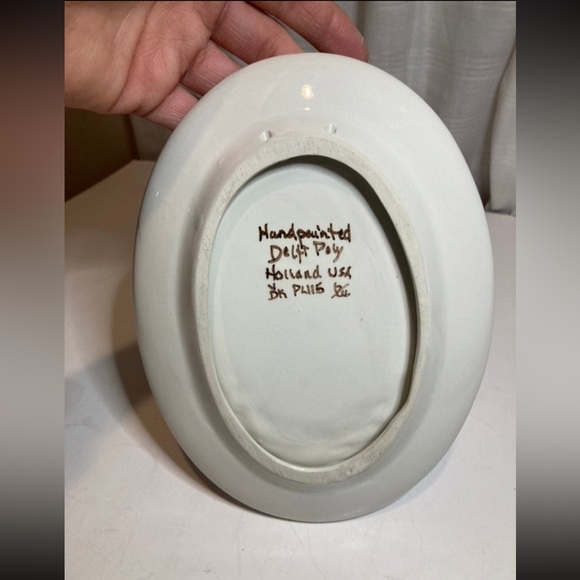 Handpainted
Delft Poly
Holland USA
DK PL115